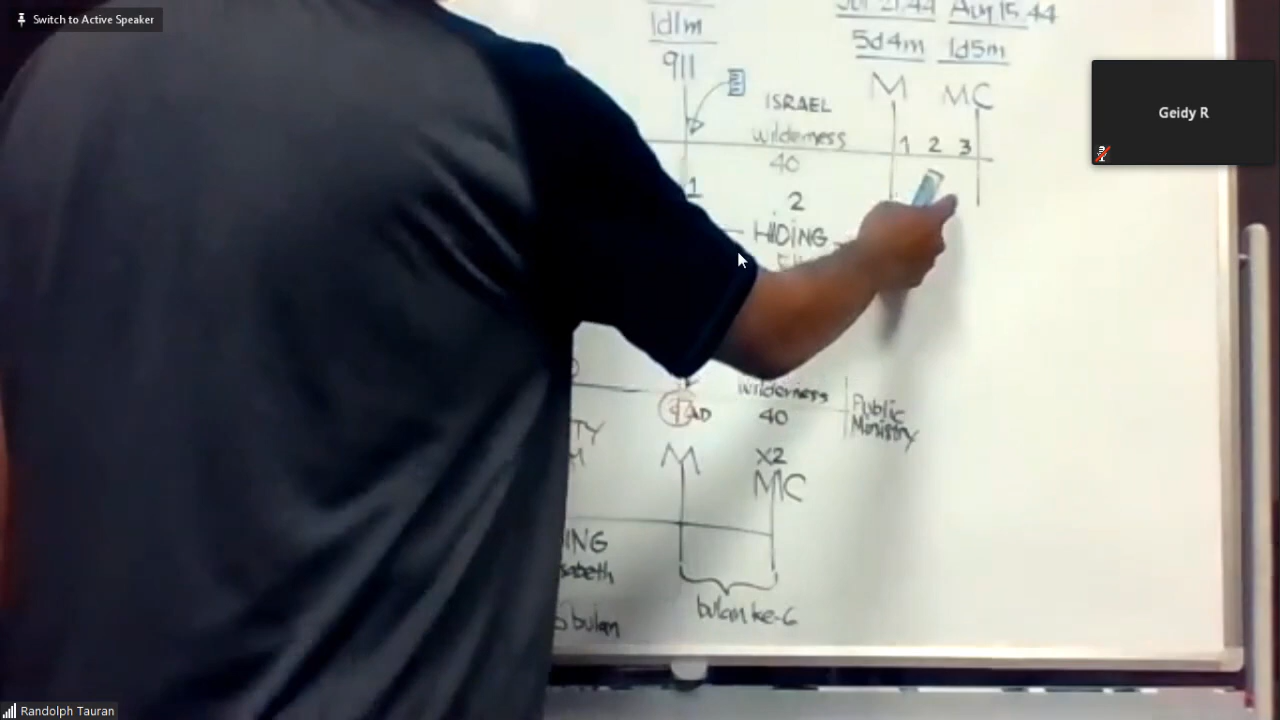 Switch to Active Speaker
Jul 21.44 Aug 15.44
1d1m
5d4m 1d5m
911
M MC
ISRAEL
wilderness
1 2 3
40
1
2
HIDING
Geidy R
wilderness
40
AD
Public
Ministry
M
X2
MC
bulan ke-6
bulan
Randolph Tauran